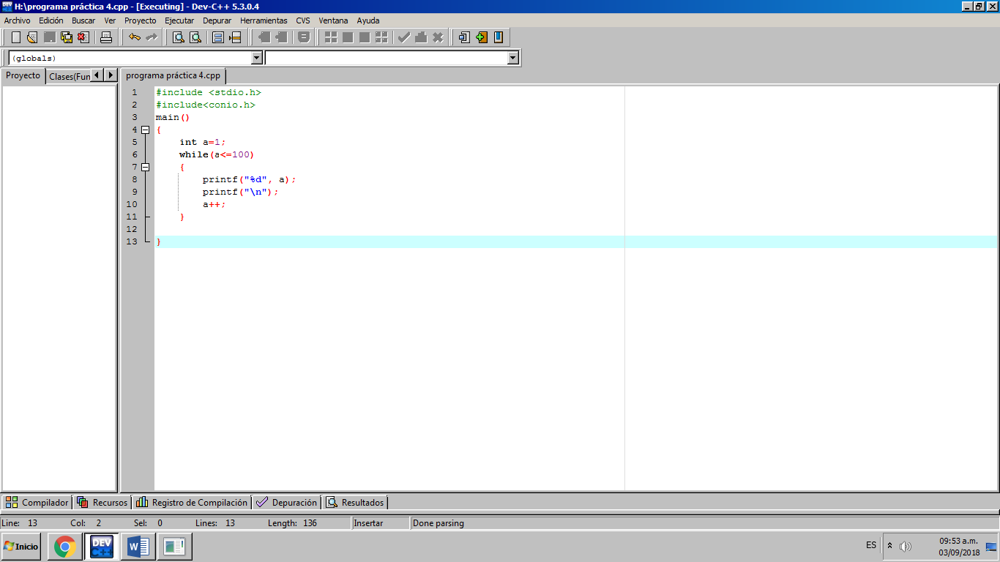 H:\programa práctica 4.cpp - [Executing] - Dev-C++ 5.3.0.4
Archivo Edición Buscar Ver Proyecto Ejecutar Depurar Herramientas CVS Ventana Ayuda
(globals)
Proyecto Clases(Fun programa práctica 4.cpp
1 #include <stdio.h>
2 #include<conio.h>
3 main()
4 {
5 int a=1;
6 while(a<=100)
7 {
8 printf("%d", a);
9 printf("\n");
10 a++;
11 }
12
13 }
Compilador Recursos Registro de Compilación Depuración Resultados
Line: 13 Col: 2 Sel: 0 Lines: 13 Length: 136 Insertar Done parsing
Inicio DEV C++ W ES 09:53 a.m.
03/09/2018